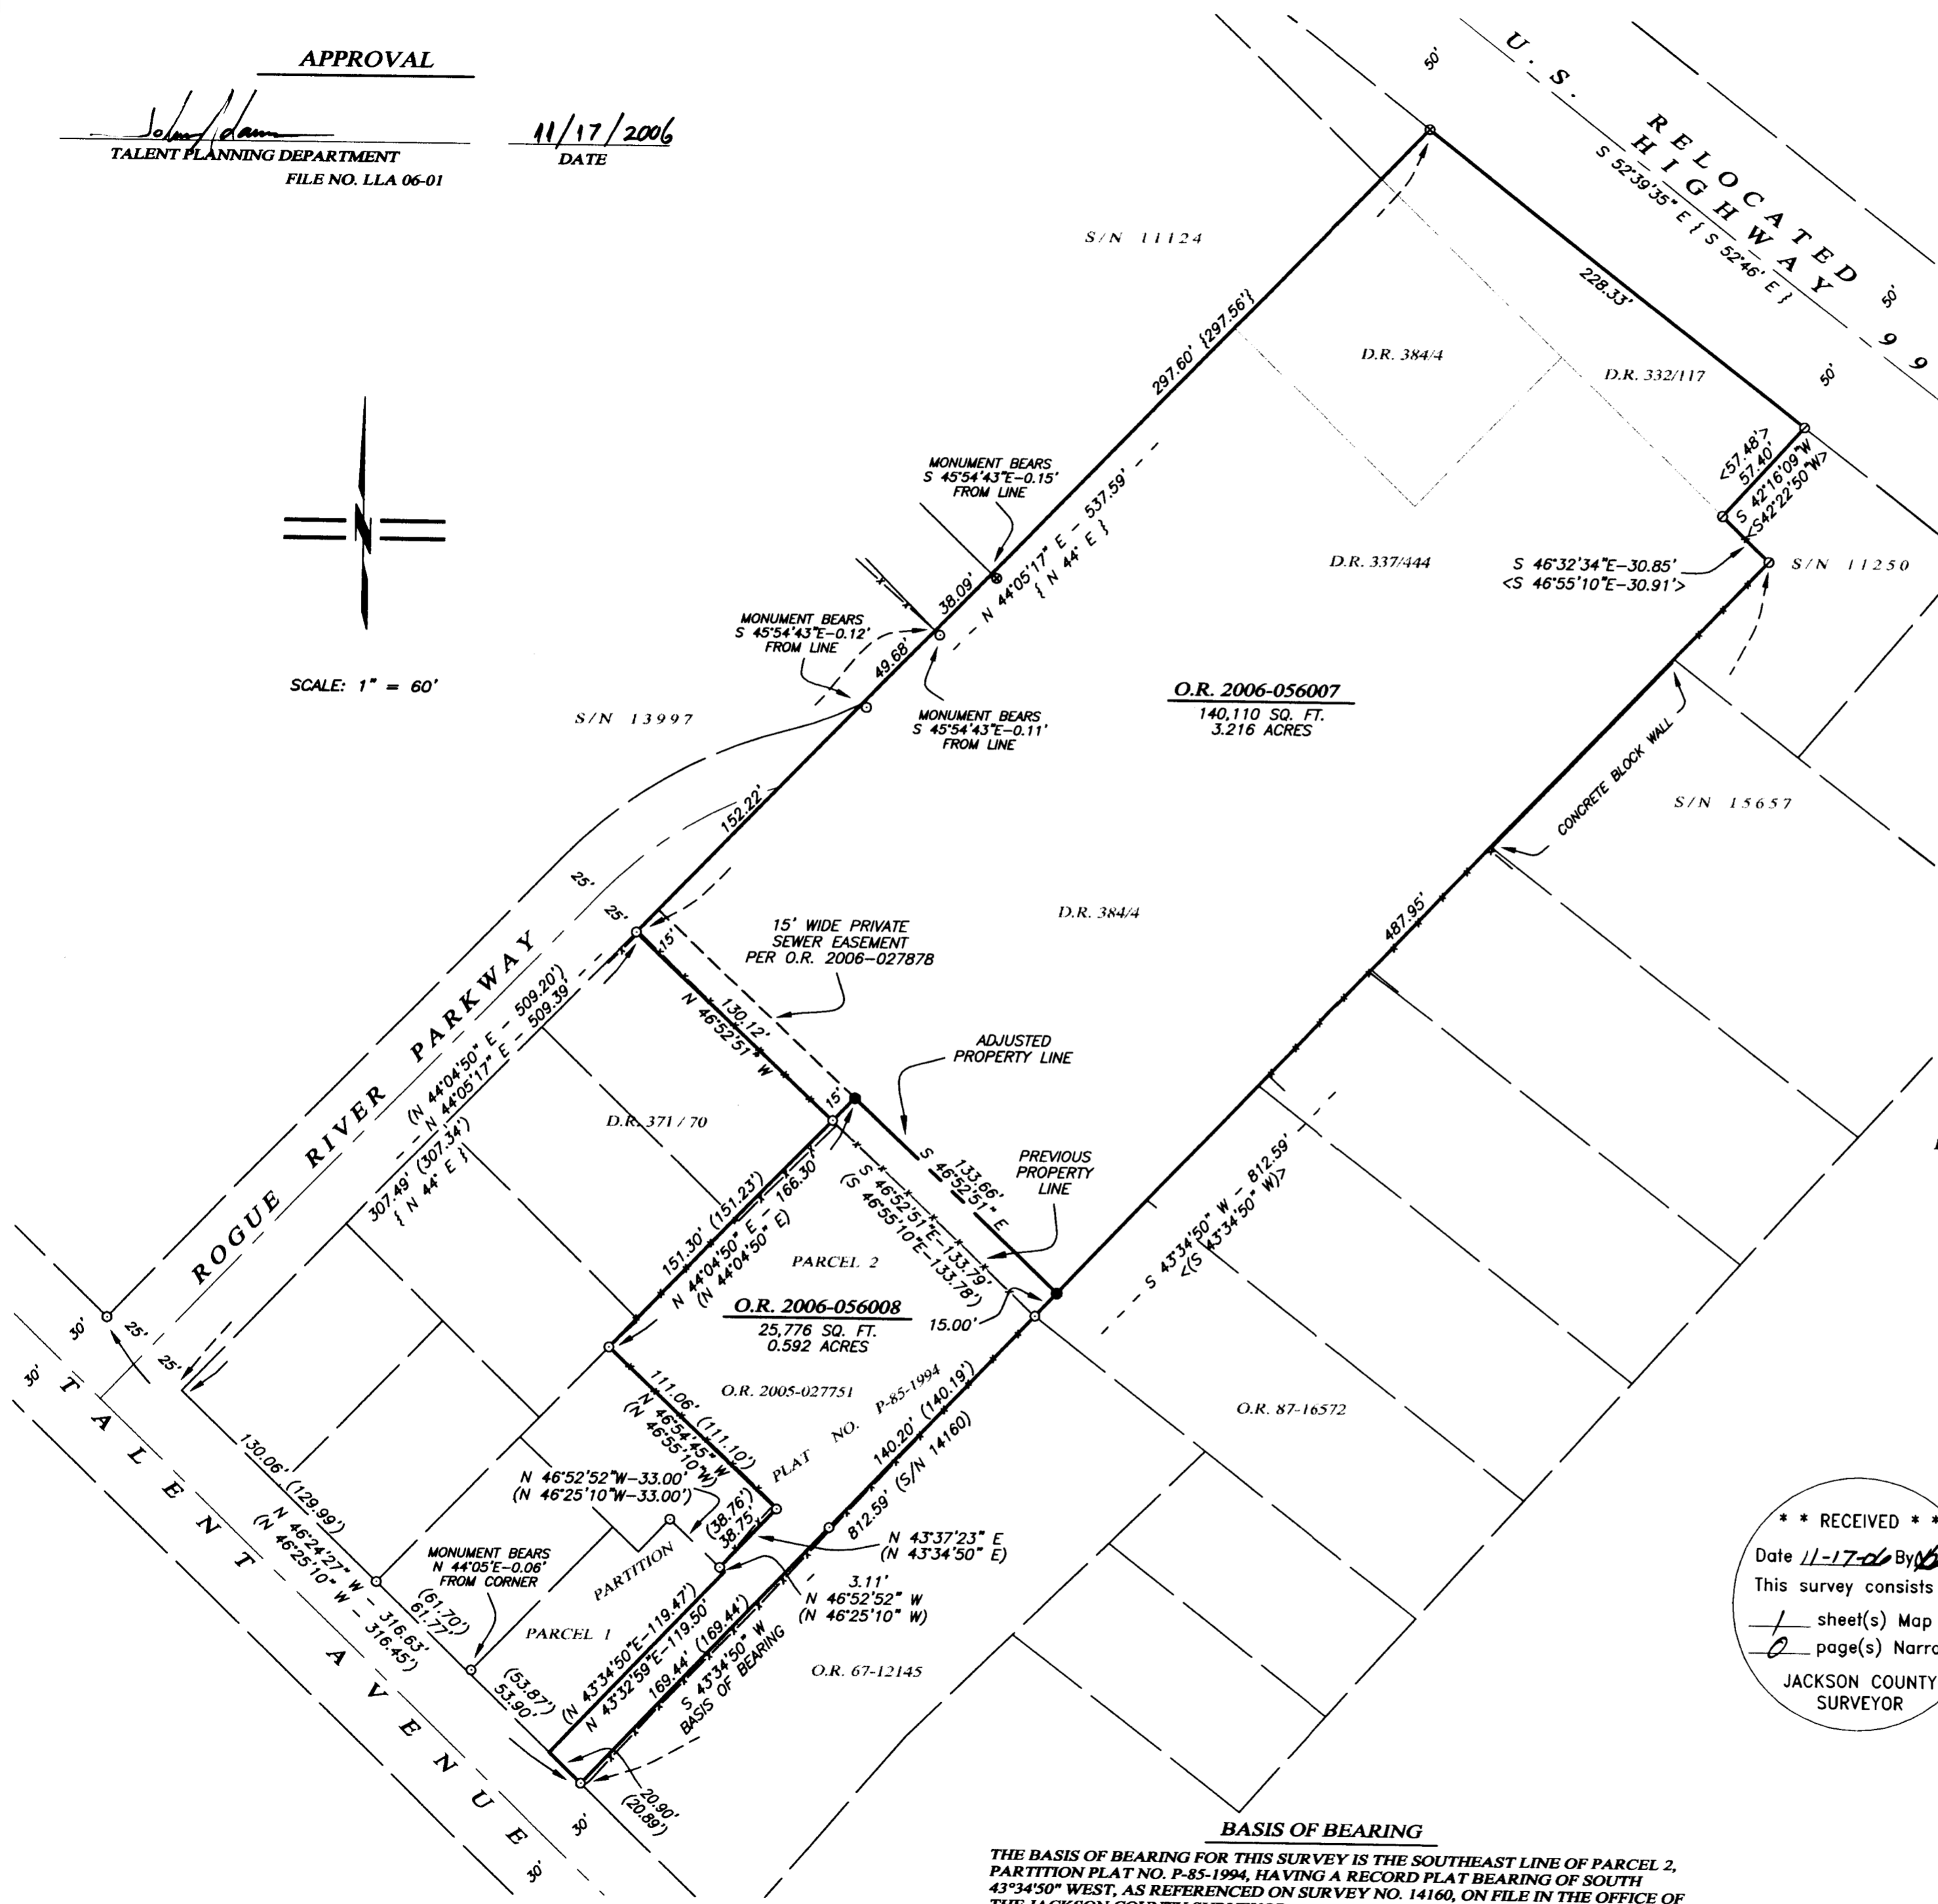 APPROVAL
11/17/2006
TALENT PLANNING DEPARTMENT
DATE
FILE NO. LLA 06-01
N
SCALE: 1" = 60'
U.S. RELOCATED HIGHWAY 99
S 52°39'35" E { S 52°46' E }
50'
50'
50'
228.33'
S/N 11124
297.60' {297.56'}
D.R. 384/4
D.R. 332/117
<57.48'>
57.40'
S 42°16'09"W
<S42°22'50"W>
S 46°32'34"E-30.85'
<S 46°55'10"E-30.91'>
S/N 11250
D.R. 337/444
MONUMENT BEARS
S 45°54'43"E-0.15'
FROM LINE
N 44°05'17" E - 537.59'
{ N 44° E }
38.09'
MONUMENT BEARS
S 45°54'43"E-0.12'
FROM LINE
49.68'
MONUMENT BEARS
S 45°54'43"E-0.11'
FROM LINE
S/N 13997
O.R. 2006-056007
140,110 SQ. FT.
3.216 ACRES
CONCRETE BLOCK WALL
S/N 15657
152.22'
487.95'
D.R. 384/4
25'
25'
15'
15' WIDE PRIVATE
SEWER EASEMENT
PER O.R. 2006-027878
130.12'
N 46°52'51" W
ADJUSTED
PROPERTY LINE
ROGUE RIVER PARKWAY
(N 44°04'50" E - 509.20')
N 44°05'17" E - 509.39'
307.49' (307.34')
{ N 44° E }
D.R. 371 / 70
15'
133.66'
S 46°52'51" E
PREVIOUS
PROPERTY
LINE
S 46°52'51"E-133.79'
(S 46°55'10"E-133.78')
S 43°34'50" W - 812.59'
<(S 43°34'50" W)>
151.30' (151.23')
N 44°04'50" E - 166.30'
(N 44°04'50" E)
PARCEL 2
O.R. 2006-056008
25,776 SQ. FT.
0.592 ACRES
15.00'
O.R. 2005-027751
111.06' (111.10')
N 46°54'45" W
(N 46°55'10"W)
PARTITION PLAT NO. P-85-1994
140.20' (140.19')
812.59' (S/N 14160)
O.R. 87-16572
30'
25'
25'
30'
TALENT AVENUE
130.06' (129.99')
N 46°24'27" W - 316.63'
(N 46°25'10" W - 316.45')
N 46°52'52"W-33.00'
(N 46°25'10"W-33.00')
(38.76')
38.75'
N 43°37'23" E
(N 43°34'50" E)
3.11'
N 46°52'52" W
(N 46°25'10" W)
MONUMENT BEARS
N 44°05'E-0.06'
FROM CORNER
(61.70')
61.77'
PARCEL 1
(53.87')
53.90'
(N 43°34'50"E-119.47')
N 43°32'59"E-119.50'
169.44' (169.44')
S 43°34'50" W
BASIS OF BEARING
O.R. 67-12145
20.90'
(20.89')
30'
30'
* * RECEIVED * *
Date 11-17-06 By
This survey consists
1 sheet(s) Map
0 page(s) Narra
JACKSON COUNTY
SURVEYOR
BASIS OF BEARING
THE BASIS OF BEARING FOR THIS SURVEY IS THE SOUTHEAST LINE OF PARCEL 2,
PARTITION PLAT NO. P-85-1994, HAVING A RECORD PLAT BEARING OF SOUTH
43°34'50" WEST, AS REFERENCED ON SURVEY NO. 14160, ON FILE IN THE OFFICE OF